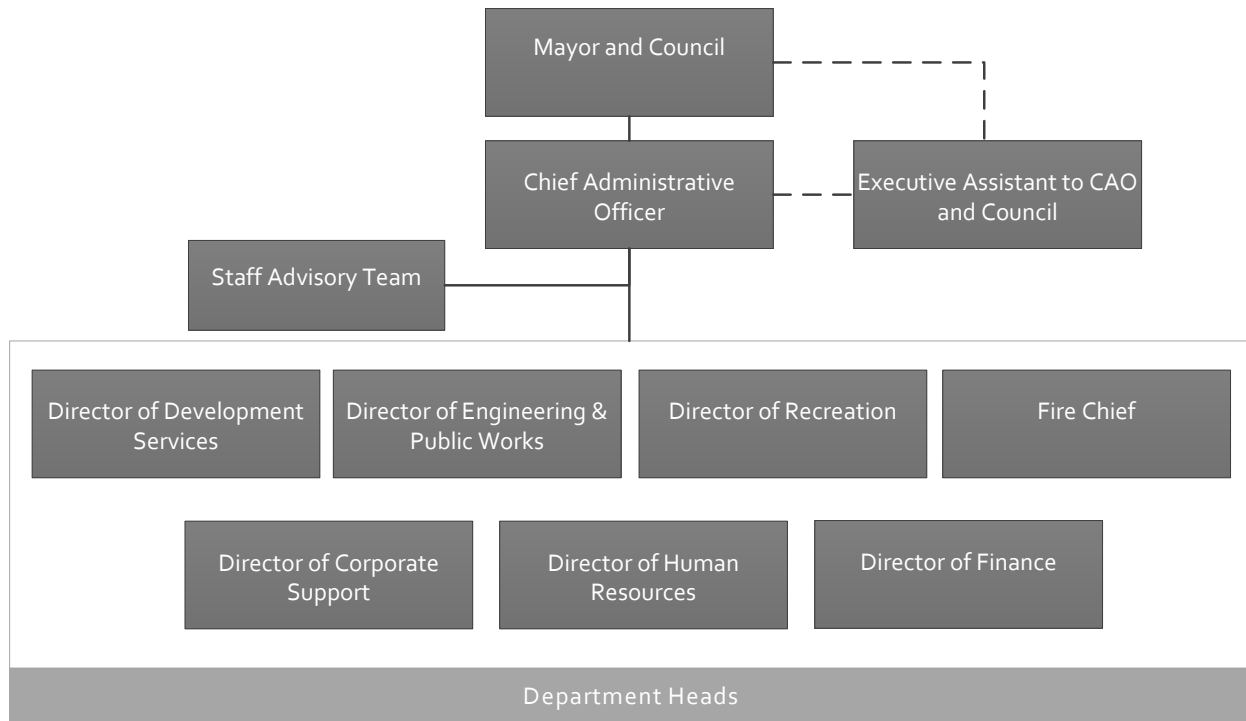 Mayor and Council
Chief Administrative
Officer
Executive Assistant to CAO
and Council
Staff Advisory Team
Director of Development
Services
Director of Engineering &
Public Works
Director of Recreation
Fire Chief
Director of Corporate
Support
Director of Human
Resources
Director of Finance
Department Heads